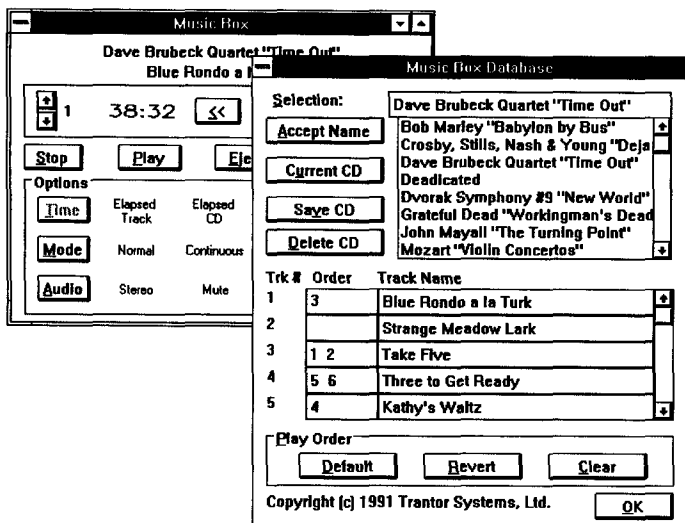 Music Box
Dave Brubeck Quartet "Time Out"
Blue Rondo a
1 38:32 <<
Stop Play Eje
Options
Time Elapsed Track Elapsed CD
Mode Normal Continuous
Audio Stereo Mute
Music Box Database
Selection: Dave Brubeck Quartet "Time Out"
Accept Name
Current CD
Save CD
Delete CD
Bob Marley "Babylon by Bus"
Crosby, Stills, Nash & Young "Deja
Dave Brubeck Quartet "Time Out"
Deadicated
Dvorak Symphony #9 "New World"
Grateful Dead "Workingman's Dead
John Mayall "The Turning Point"
Mozart "Violin Concertos"
Trk # Order Track Name
1 3 Blue Rondo a la Turk
2 Strange Meadow Lark
3 1 2 Take Five
4 5 6 Three to Get Ready
5 4 Kathy's Waltz
Play Order
Default Revert Clear
Copyright (c) 1991 Trantor Systems, Ltd.
OK